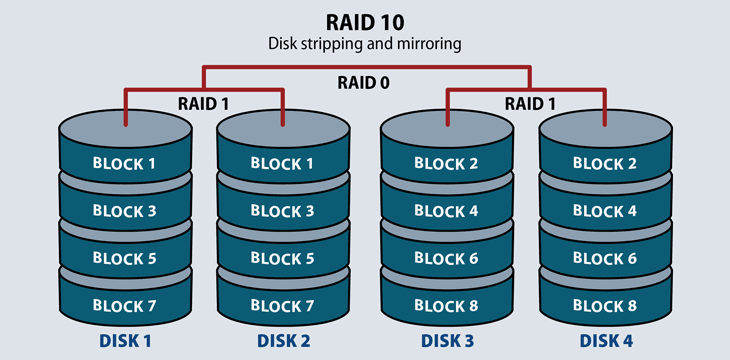 RAID 10
Disk stripping and mirroring
RAID 0
RAID 1
RAID 1
BLOCK 1
BLOCK 3
BLOCK 5
BLOCK 7
DISK 1
BLOCK 1
BLOCK 3
BLOCK 5
BLOCK 7
DISK 2
BLOCK 2
BLOCK 4
BLOCK 6
BLOCK 8
DISK 3
BLOCK 2
BLOCK 4
BLOCK 6
BLOCK 8
DISK 4